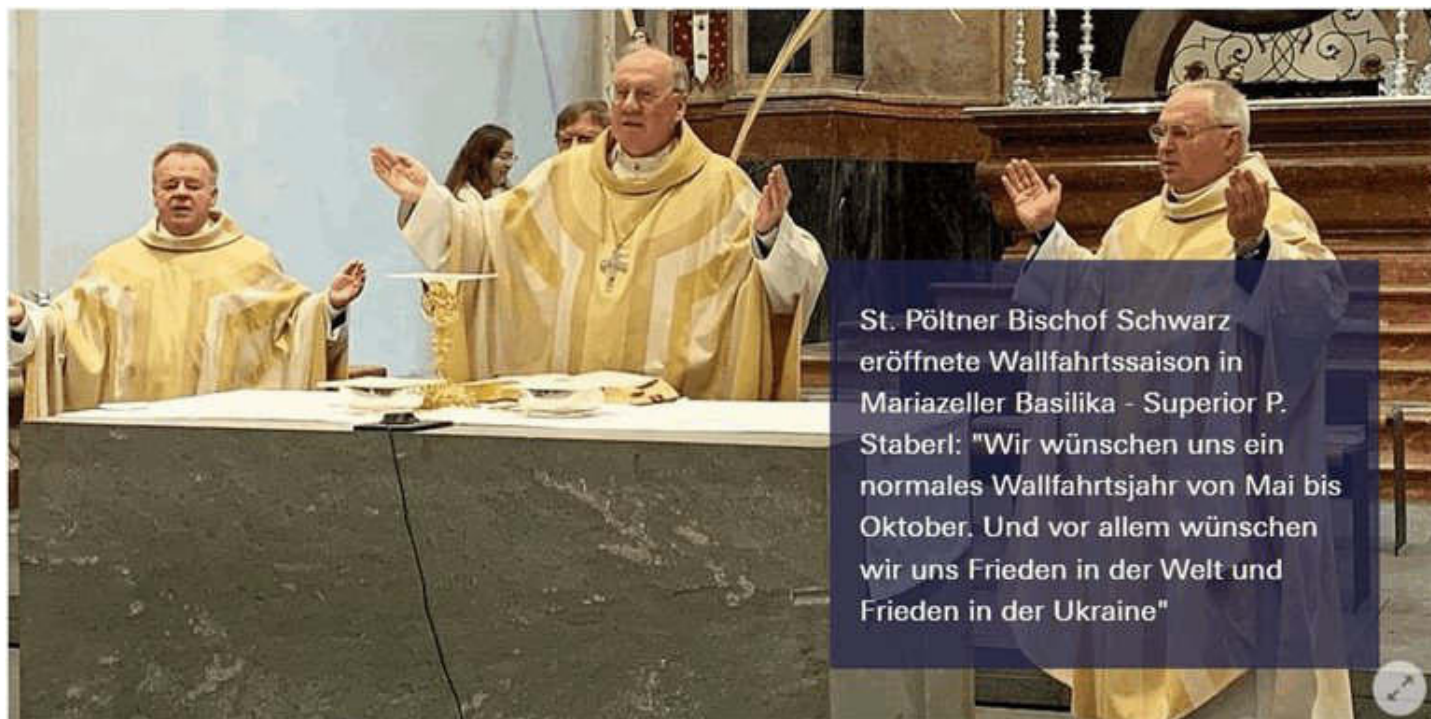 St. Pöltner Bischof Schwarz
eröffnete Wallfahrtssaison in
Mariazeller Basilika - Superior P.
Staberl: "Wir wünschen uns ein
normales Wallfahrtsjahr von Mai bis
Oktober. Und vor allem wünschen
wir uns Frieden in der Welt und
Frieden in der Ukraine"